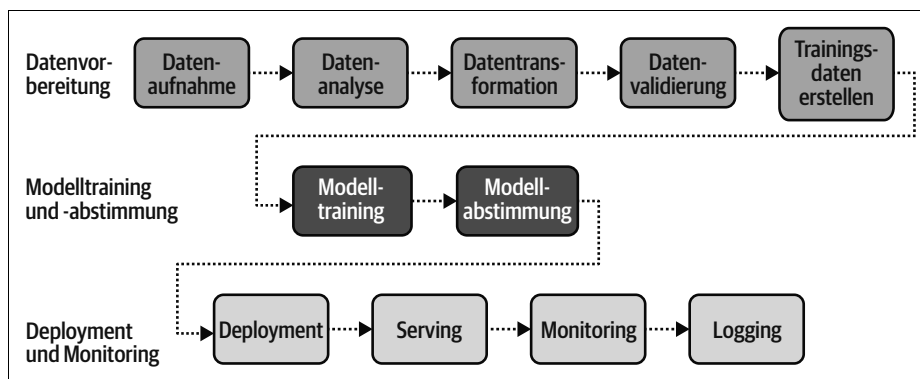 Datenvor-
bereitung
Daten-
aufnahme
Daten-
analyse
Datentrans-
formation
Daten-
validierung
Trainings-
daten
erstellen
Modelltraining
und -abstimmung
Modell-
training
Modell-
abstimmung
Deployment
und Monitoring
Deployment
Serving
Monitoring
Logging